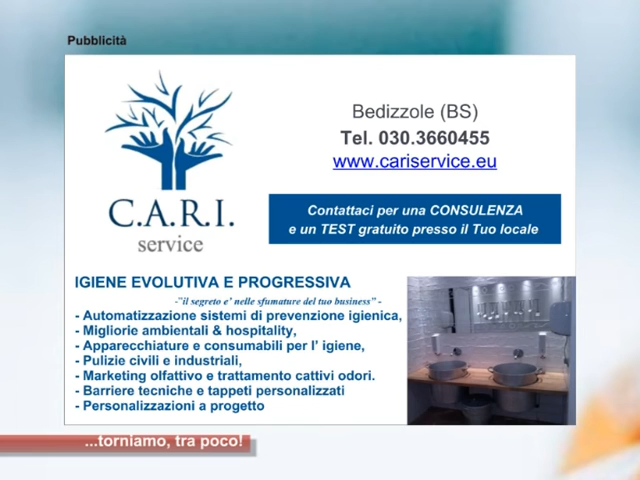 Pubblicità
C.A.R.I.
service
Bedizzole (BS)
Tel. 030.3660455
www.cariservice.eu
Contattaci per una CONSULENZA
e un TEST gratuito presso il Tuo locale
IGIENE EVOLUTIVA E PROGRESSIVA
-"il segreto e' nelle sfumature del tuo business" -
- Automatizzazione sistemi di prevenzione igienica,
- Migliorie ambientali & hospitality,
- Apparecchiature e consumabili per l' igiene,
- Pulizie civili e industriali,
- Marketing olfattivo e trattamento cattivi odori.
- Barriere tecniche e tappeti personalizzati
- Personalizzazioni a progetto
...torniamo, tra poco!